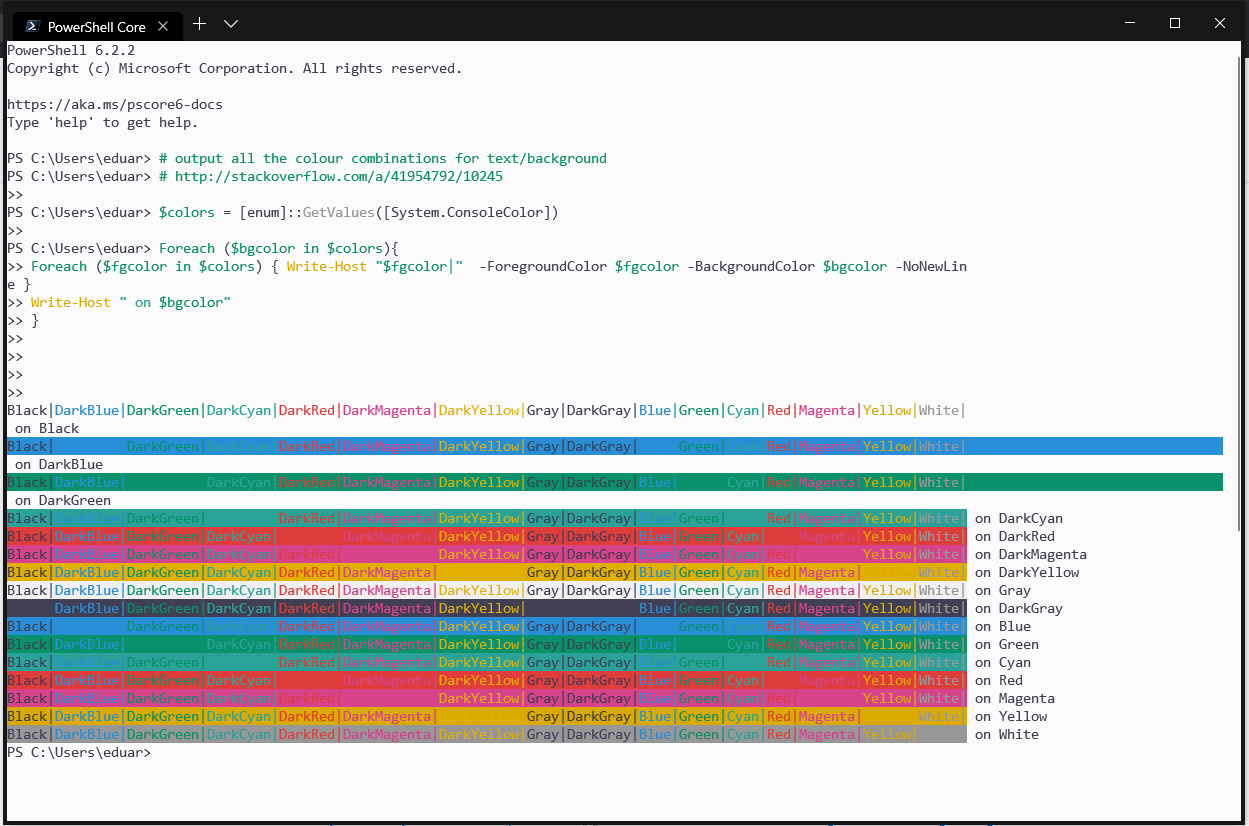 PowerShell Core
PowerShell 6.2.2
Copyright (c) Microsoft Corporation. All rights reserved.
https://aka.ms/pscore6-docs
Type 'help' to get help.
PS C:\Users\eduar> # output all the colour combinations for text/background
PS C:\Users\eduar> # http://stackoverflow.com/a/41954792/10245
>>
PS C:\Users\eduar> $colors = [enum]::GetValues([System.ConsoleColor])
>>
PS C:\Users\eduar> Foreach ($bgcolor in $colors){
>> Foreach ($fgcolor in $colors) { Write-Host "$fgcolor|"  -ForegroundColor $fgcolor -BackgroundColor $bgcolor -NoNewLin
e }
>> Write-Host " on $bgcolor"
>> }
>>
>>
>>
>>
Black|DarkBlue|DarkGreen|DarkCyan|DarkRed|DarkMagenta|DarkYellow|Gray|DarkGray|Blue|Green|Cyan|Red|Magenta|Yellow|White|
 on Black
Black| DarkGreen|DarkCyan|DarkRed|DarkMagenta|DarkYellow|Gray|DarkGray| Green|Cyan|Red|Magenta|Yellow|White|
 on DarkBlue
Black|DarkBlue| DarkCyan|DarkRed|DarkMagenta|DarkYellow|Gray|DarkGray|Blue| Cyan|Red|Magenta|Yellow|White|
 on DarkGreen
Black|DarkBlue|DarkGreen| DarkRed|DarkMagenta|DarkYellow|Gray|DarkGray|Blue|Green| Red|Magenta|Yellow|White| on DarkCyan
Black|DarkBlue|DarkGreen|DarkCyan| DarkMagenta|DarkYellow|Gray|DarkGray|Blue|Green|Cyan| Magenta|Yellow|White| on DarkRed
Black|DarkBlue|DarkGreen|DarkCyan|DarkRed| DarkYellow|Gray|DarkGray|Blue|Green|Cyan|Red| Yellow|White| on DarkMagenta
Black|DarkBlue|DarkGreen|DarkCyan|DarkRed|DarkMagenta| Gray|DarkGray|Blue|Green|Cyan|Red|Magenta|Yellow|White| on DarkYellow
Black|DarkBlue|DarkGreen|DarkCyan|DarkRed|DarkMagenta|DarkYellow|Gray|DarkGray|Blue|Green|Cyan|Red|Magenta|Yellow|White| on Gray
DarkBlue|DarkGreen|DarkCyan|DarkRed|DarkMagenta|DarkYellow| Blue|Green|Cyan|Red|Magenta|Yellow|White| on DarkGray
Black| DarkGreen|DarkCyan|DarkRed|DarkMagenta|DarkYellow|Gray|DarkGray| Green|Cyan|Red|Magenta|Yellow|White| on Blue
Black|DarkBlue| DarkCyan|DarkRed|DarkMagenta|DarkYellow|Gray|DarkGray|Blue| Cyan|Red|Magenta|Yellow|White| on Green
Black|DarkBlue|DarkGreen| DarkRed|DarkMagenta|DarkYellow|Gray|DarkGray|Blue|Green| Red|Magenta|Yellow|White| on Cyan
Black|DarkBlue|DarkGreen|DarkCyan| DarkMagenta|DarkYellow|Gray|DarkGray|Blue|Green|Cyan| Magenta|Yellow|White| on Red
Black|DarkBlue|DarkGreen|DarkCyan|DarkRed| DarkYellow|Gray|DarkGray|Blue|Green|Cyan|Red| Yellow|White| on Magenta
Black|DarkBlue|DarkGreen|DarkCyan|DarkRed|DarkMagenta|DarkYellow|Gray|DarkGray|Blue|Green|Cyan|Red|Magenta| White| on Yellow
Black|DarkBlue|DarkGreen|DarkCyan|DarkRed|DarkMagenta|DarkYellow|Gray|DarkGray|Blue|Green|Cyan|Red|Magenta|Yellow| on White
PS C:\Users\eduar>